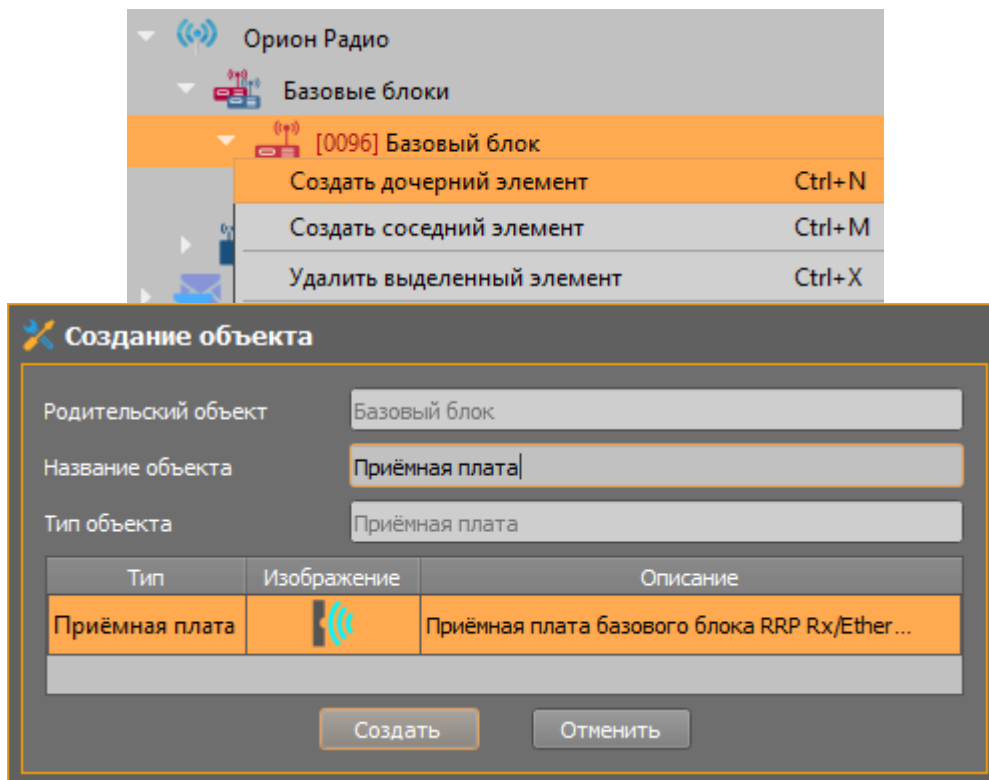 Орион Радио
Базовые блоки
[0096] Базовый блок
Создать дочерний элемент Ctrl+N
Создать соседний элемент Ctrl+M
Удалить выделенный элемент Ctrl+X
Создание объекта
Родительский объект Базовый блок
Название объекта Приёмная плата
Тип объекта Приёмная плата
Тип Изображение Описание
Приёмная плата Приёмная плата базового блока RRP Rx/Ether...
Создать Отменить